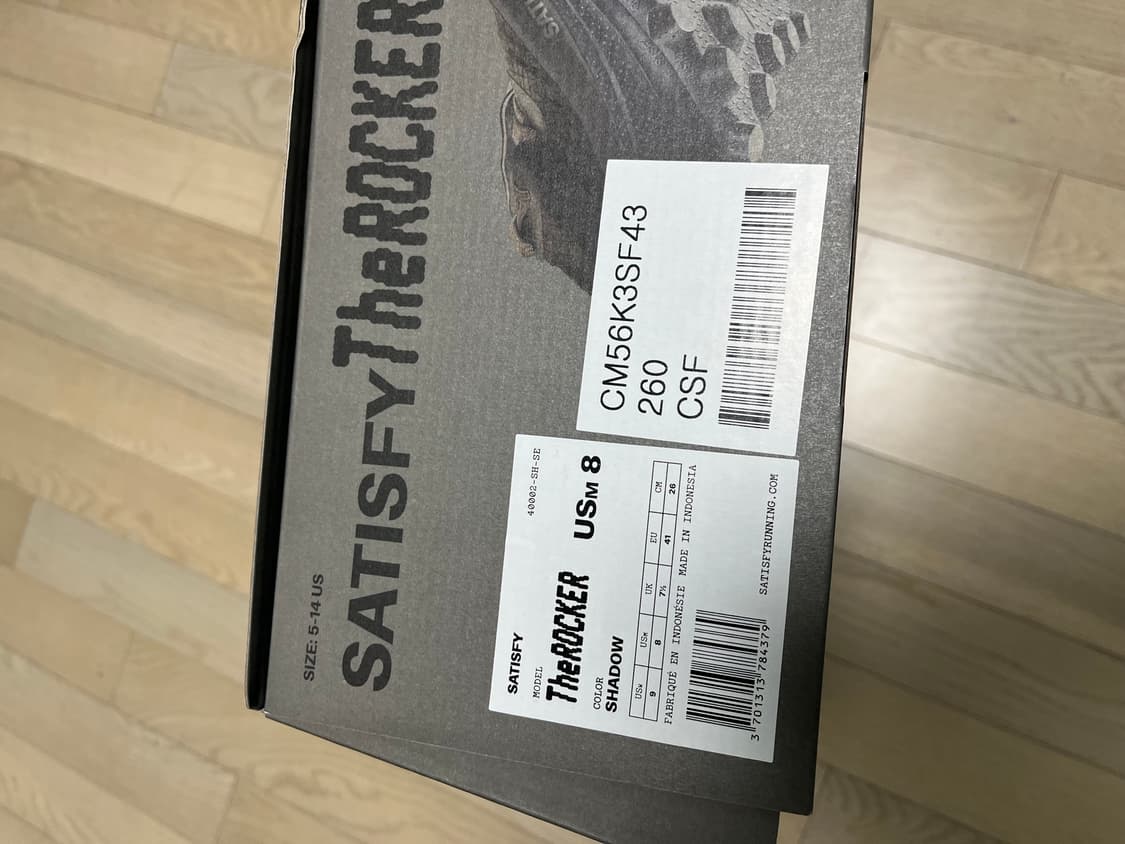 SIZE: 5-14 US
SATISFYTheROCKER
SATISFY
40002-SH-SE
MODEL
TheROCKER USM 8
COLOR
SHADOW
USW USM UK EU CM
9 8 7½ 41 26
FABRIQUÉ EN INDONÉSIE MADE IN INDONESIA
3 701313 784379
SATISFYRUNNING.COM
CM56K3SF43
260
CSF
SATI